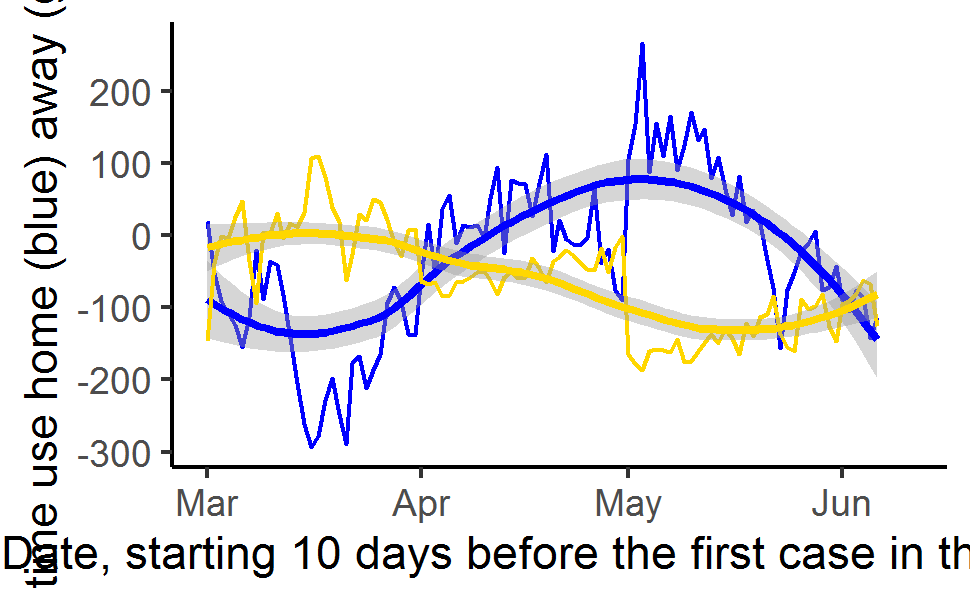 time use home (blue) away (
200
100
0
-100
-200
-300
Mar
Apr
May
Jun
Date, starting 10 days before the first case in th